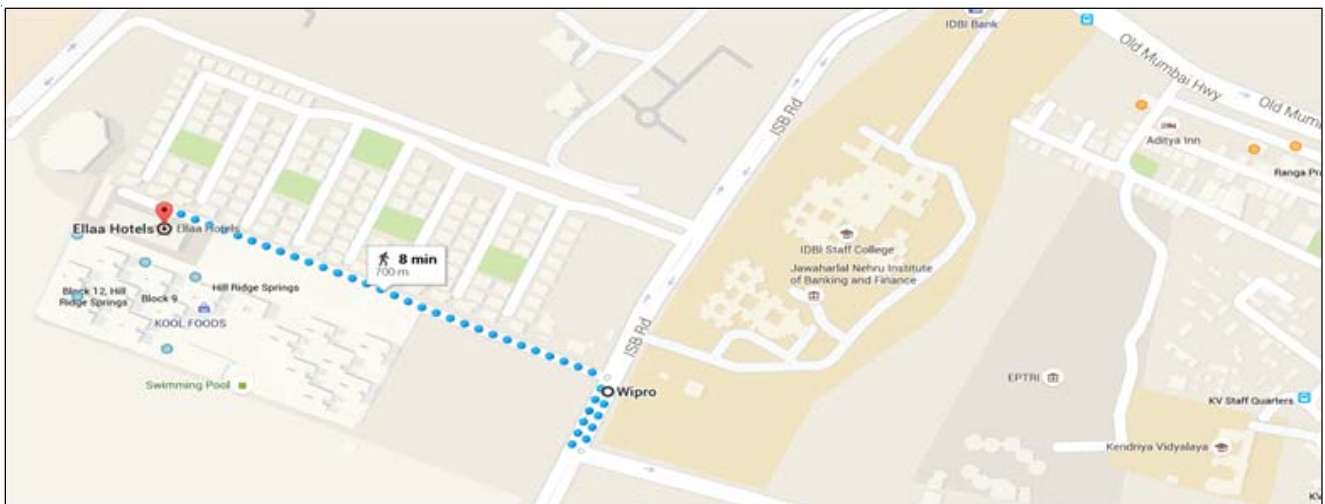 IDBI Bank
Old Mumbai Hwy
Old Mum
ISB Rd
Aditya Inn
Ranga Pr
Ellaa Hotels
Ellaa Hotels
8 min
700 m
IDBI Staff College
Jawaharlal Nehru Institute
of Banking and Finance
Hill Ridge Springs
Block 12, Hill
Ridge Springs
Block 9
KOOL FOODS
ISB Rd
Swimming Pool
Wipro
EPTRI
KV Staff Quarters
Kendriya Vidyalaya
KV